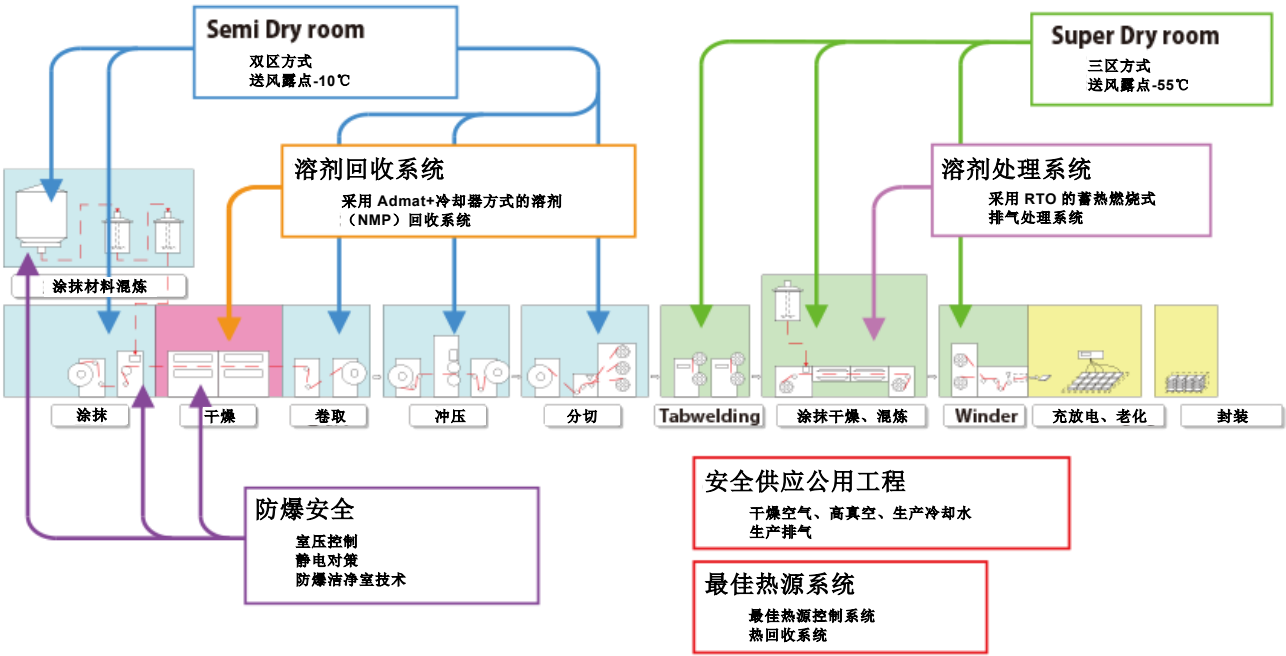 Semi Dry room
双区方式
送风露点-10℃
Super Dry room
三区方式
送风露点-55℃
溶剂回收系统
采用 Admat+冷却器方式的溶剂
（NMP）回收系统
溶剂处理系统
采用 RTO 的蓄热燃烧式
排气处理系统
涂抹材料混炼
涂抹
干燥
卷取
冲压
分切
Tabwelding
涂抹干燥、混炼
Winder
充放电、老化
封装
防爆安全
室压控制
静电对策
防爆洁净室技术
安全供应公用工程
干燥空气、高真空、生产冷却水
生产排气
最佳热源系统
最佳热源控制系统
热回收系统